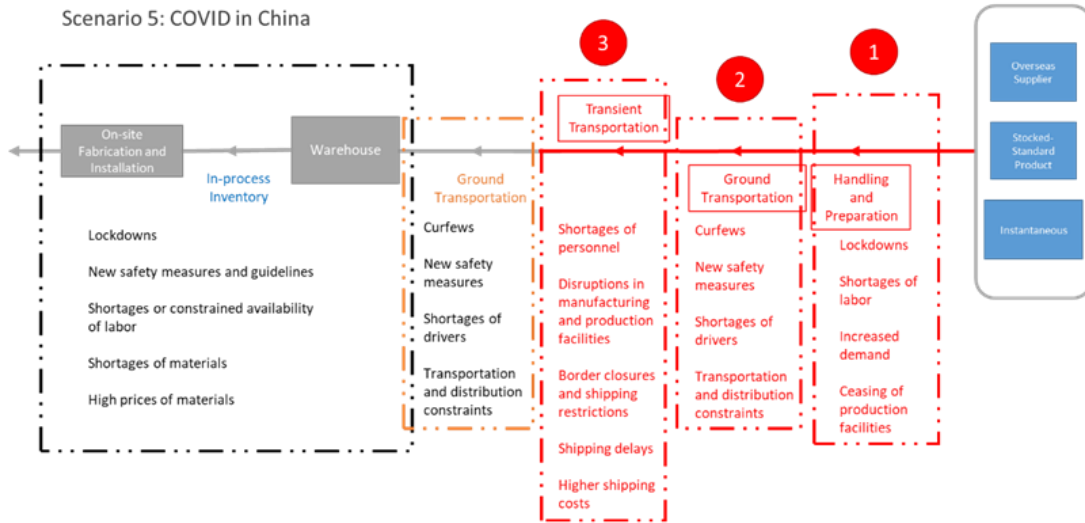 Scenario 5: COVID in China
3
2
1
Overseas
Supplier
Stocked-
Standard
Product
Instantaneous
Transient
Transportation
On-site
Fabrication and
Installation
Warehouse
In-process
Inventory
Ground
Transportation
Ground
Transportation
Handling
and
Preparation
Lockdowns
New safety measures and guidelines
Shortages or constrained availability
of labor
Shortages of materials
High prices of materials
Curfews
New safety
measures
Shortages of
drivers
Transportation
and distribution
constraints
Shortages of
personnel
Disruptions in
manufacturing
and production
facilities
Border closures
and shipping
restrictions
Shipping delays
Higher shipping
costs
Curfews
New safety
measures
Shortages of
drivers
Transportation
and distribution
constraints
Lockdowns
Shortages of
labor
Increased
demand
Ceasing of
production
facilities